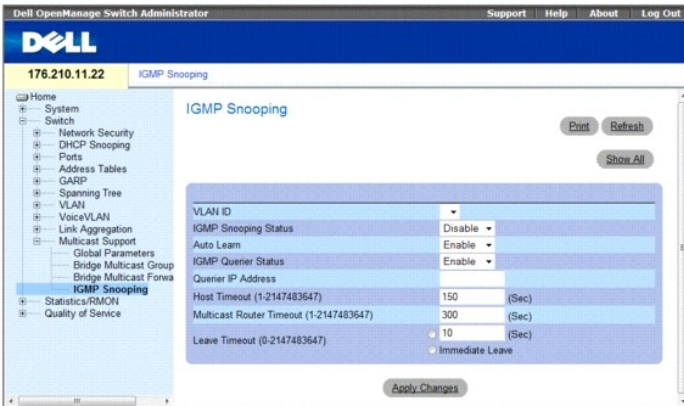 Dell OpenManage Switch Administrator
Support Help About Log Out
DELL
176.210.11.22
IGMP Snooping
Home
System
Switch
Network Security
DHCP Snooping
Ports
Address Tables
GARP
Spanning Tree
VLAN
VoiceVLAN
Link Aggregation
Multicast Support
Global Parameters
Bridge Multicast Group
Bridge Multicast Forwa
IGMP Snooping
Statistics/RMON
Quality of Service
IGMP Snooping
Print Refresh
Show All
VLAN ID
IGMP Snooping Status Disable
Auto Learn Enable
IGMP Querier Status Enable
Querier IP Address
Host Timeout (1-2147483647) 150 (Sec)
Multicast Router Timeout (1-2147483647) 300 (Sec)
Leave Timeout (0-2147483647) 10 (Sec)
Immediate Leave
Apply Changes